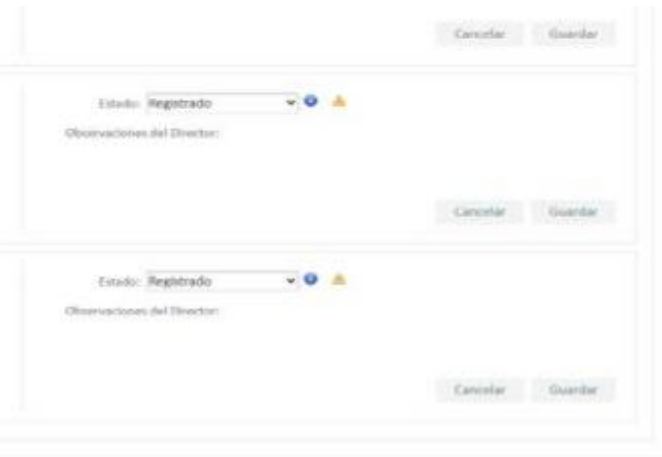 Cancelar Guardar
Estado: Registrado
Observaciones del Director:
Cancelar Guardar
Estado: Registrado
Observaciones del Director:
Cancelar Guardar